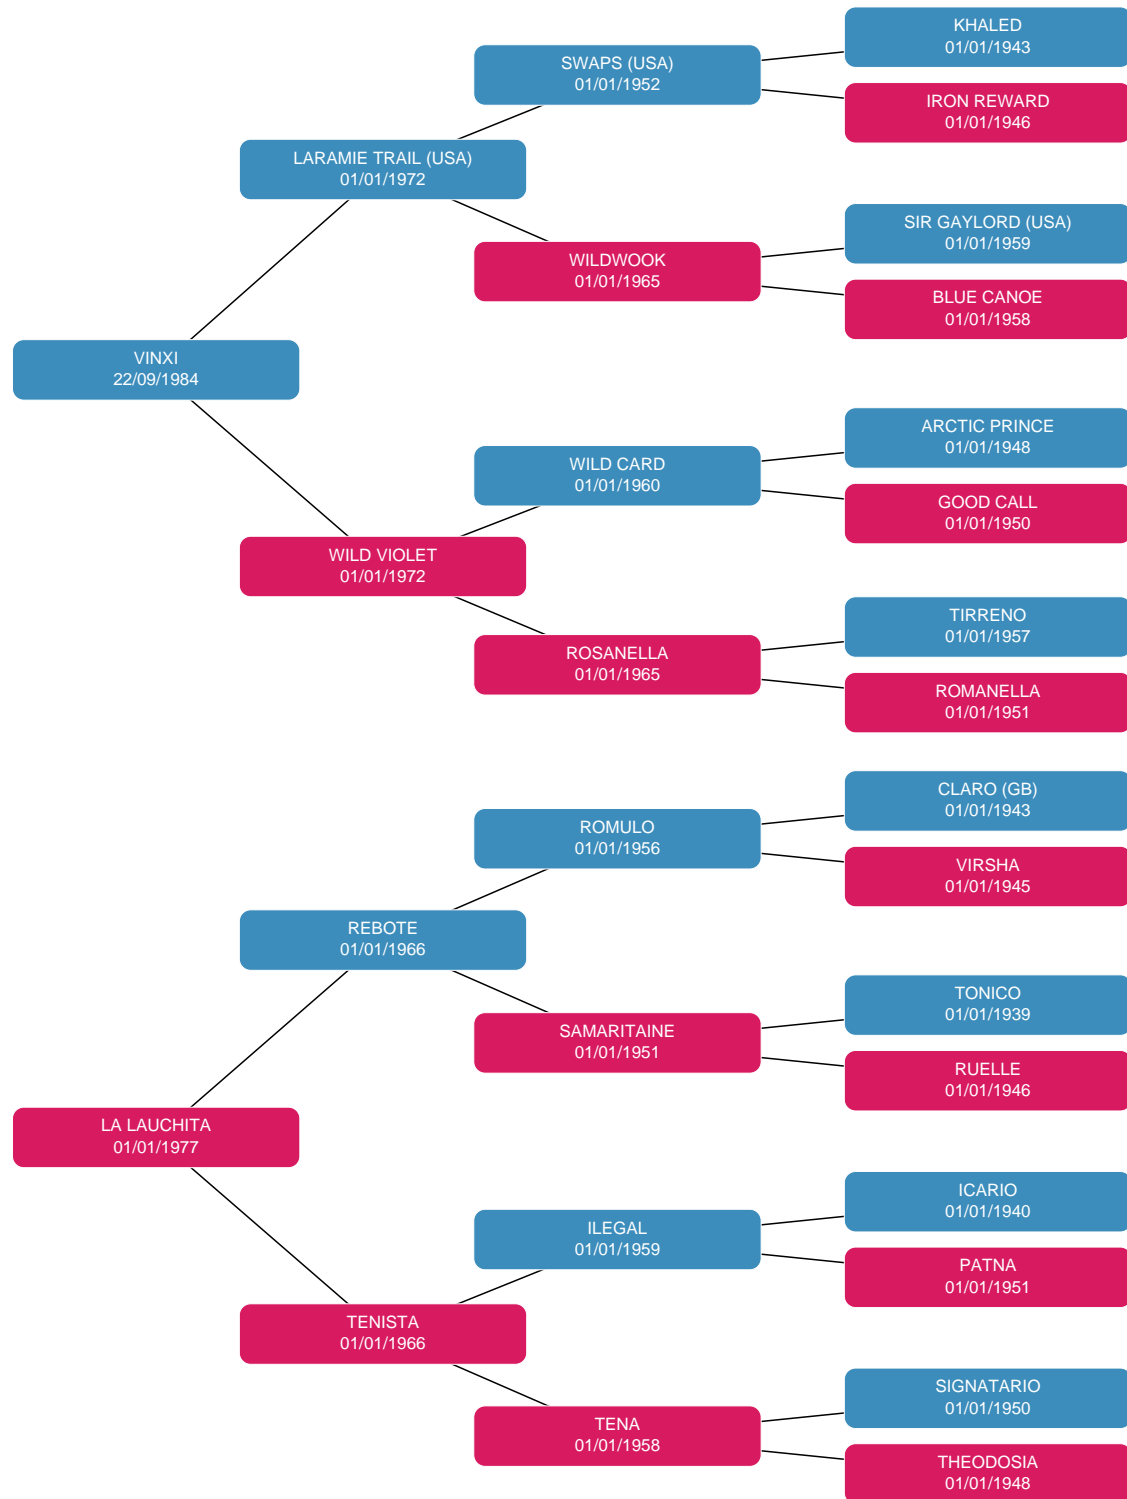 KHALED
01/01/1943
SWAPS (USA)
01/01/1952
IRON REWARD
01/01/1946
LARAMIE TRAIL (USA)
01/01/1972
SIR GAYLORD (USA)
01/01/1959
WILDWOOK
01/01/1965
BLUE CANOE
01/01/1958
VINXI
22/09/1984
ARCTIC PRINCE
01/01/1948
WILD CARD
01/01/1960
GOOD CALL
01/01/1950
WILD VIOLET
01/01/1972
TIRRENO
01/01/1957
ROSANELLA
01/01/1965
ROMANELLA
01/01/1951
CLARO (GB)
01/01/1943
ROMULO
01/01/1956
VIRSHA
01/01/1945
REBOTE
01/01/1966
TONICO
01/01/1939
SAMARITAINE
01/01/1951
RUELLE
01/01/1946
LA LAUCHITA
01/01/1977
ICARIO
01/01/1940
ILEGAL
01/01/1959
PATNA
01/01/1951
TENISTA
01/01/1966
SIGNATARIO
01/01/1950
TENA
01/01/1958
THEODOSIA
01/01/1948